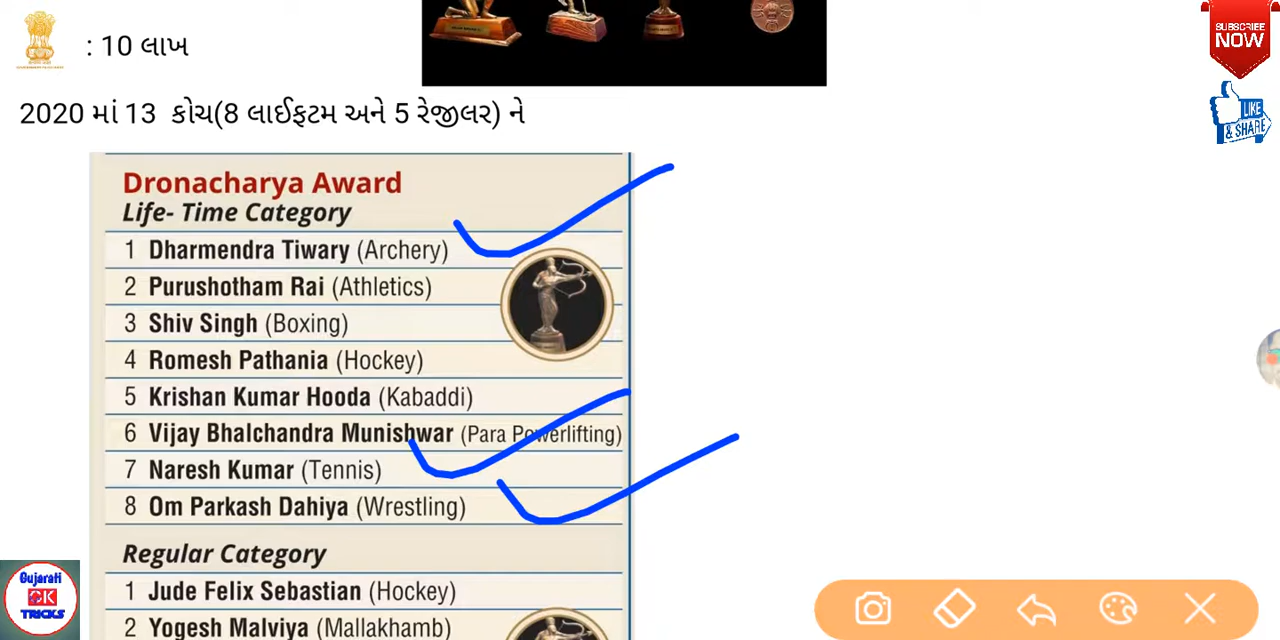 : 10 લાખ
SUBSCRIBE
NOW
LIKE
& SHARE
2020 માં 13 કોચ(8 લાઈફટમ અને 5 રેજીલર) ને
Dronacharya Award
Life- Time Category
1 Dharmendra Tiwary (Archery)
2 Purushotham Rai (Athletics)
3 Shiv Singh (Boxing)
4 Romesh Pathania (Hockey)
5 Krishan Kumar Hooda (Kabaddi)
6 Vijay Bhalchandra Munishwar (Para Powerlifting)
7 Naresh Kumar (Tennis)
8 Om Parkash Dahiya (Wrestling)
Regular Category
1 Jude Felix Sebastian (Hockey)
2 Yogesh Malviya (Mallakhamb)
Gujarati
GK
TRICKS